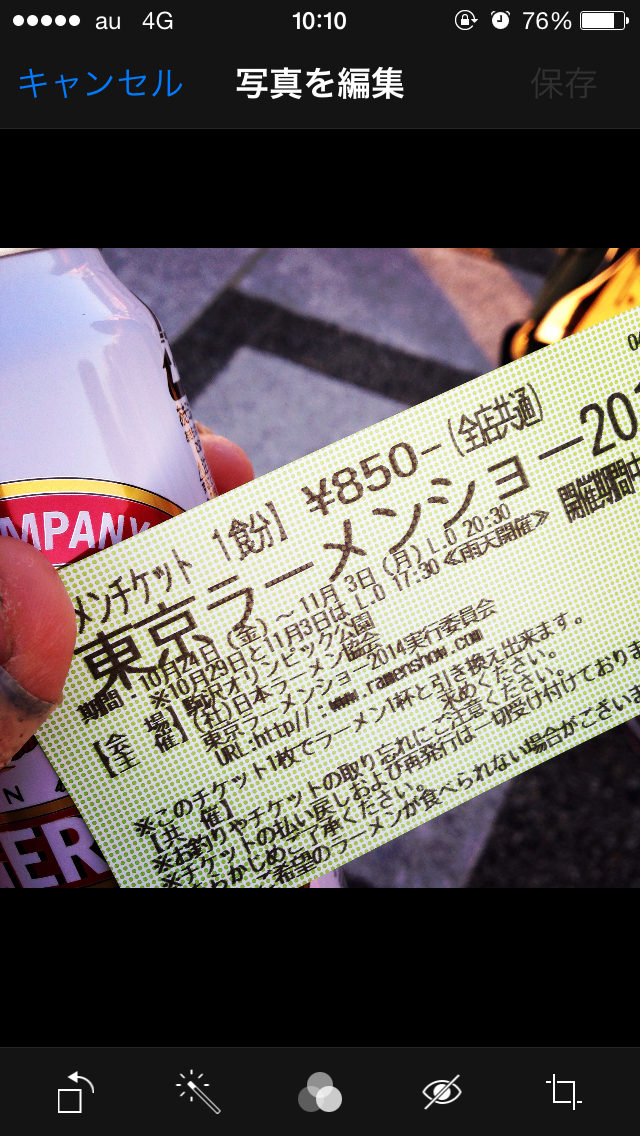 au 4G 10:10 76%
キャンセル 写真を編集 保存
MPANY
TER
メンチケット 1食分】 ¥850-(全店共通)
東京ラーメンショー20
開催期間中
期間:10月24日(金)～11月3日(月)L.O 20:30
※10月29日と11月3日は L.O 17:30 ≪雨天開催≫
【会 場】駒沢オリンピック公園
【主 催】(社)日本ラーメン協会
東京ラーメンショー2014実行委員会
URL:http//:www.ramenshow.com
※このチケット1枚でラーメン1杯と引き換え出来ます。
【共 催】
求めください。
※お釣りやチケットの取り忘れにご注意ください。
※チケットの払い戻しおよび再発行は一切受け付けておりま
らかじめご了承ください。
ご希望のラーメンが食べられない場合がござい